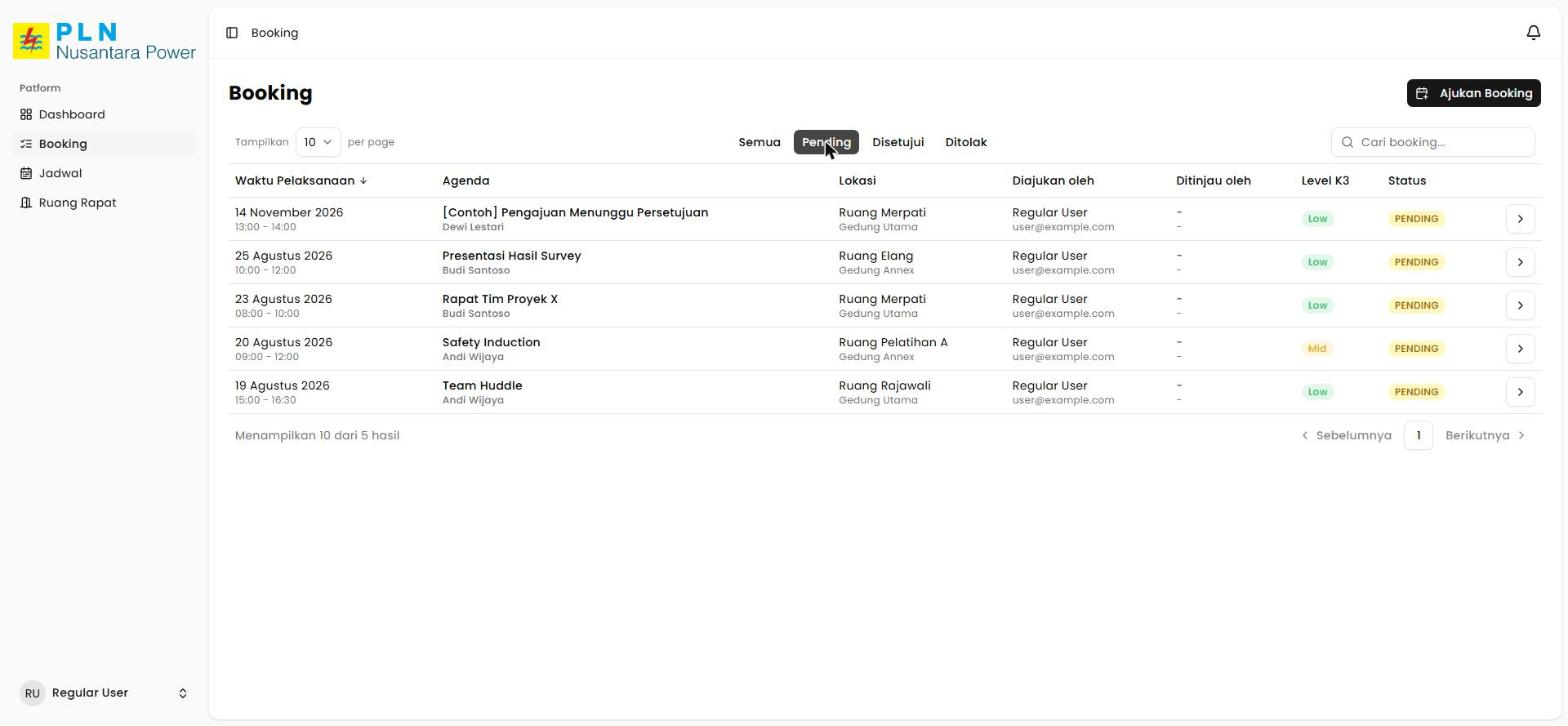 PLN
Nusantara Power
Patform
Dashboard
Booking
Jadwal
Ruang Rapat
RU Regular User
Booking
Booking
Ajukan Booking
Tampilkan 10 per page
Semua Pending Disetujui Ditolak
Cari booking...
Waktu Pelaksanaan Agenda Lokasi Diajukan oleh Ditinjau oleh Level K3 Status
14 November 2026 [Contoh] Pengajuan Menunggu Persetujuan Ruang Merpati Regular User - Low PENDING
13:00 - 14:00 Dewi Lestari Gedung Utama user@example.com -
25 Agustus 2026 Presentasi Hasil Survey Ruang Elang Regular User - Low PENDING
10:00 - 12:00 Budi Santoso Gedung Annex user@example.com -
23 Agustus 2026 Rapat Tim Proyek X Ruang Merpati Regular User - Low PENDING
08:00 - 10:00 Budi Santoso Gedung Utama user@example.com -
20 Agustus 2026 Safety Induction Ruang Pelatihan A Regular User - Mid PENDING
09:00 - 12:00 Andi Wijaya Gedung Annex user@example.com -
19 Agustus 2026 Team Huddle Ruang Rajawali Regular User - Low PENDING
15:00 - 16:30 Andi Wijaya Gedung Utama user@example.com -
Menampilkan 10 dari 5 hasil
Sebelumnya 1 Berikutnya